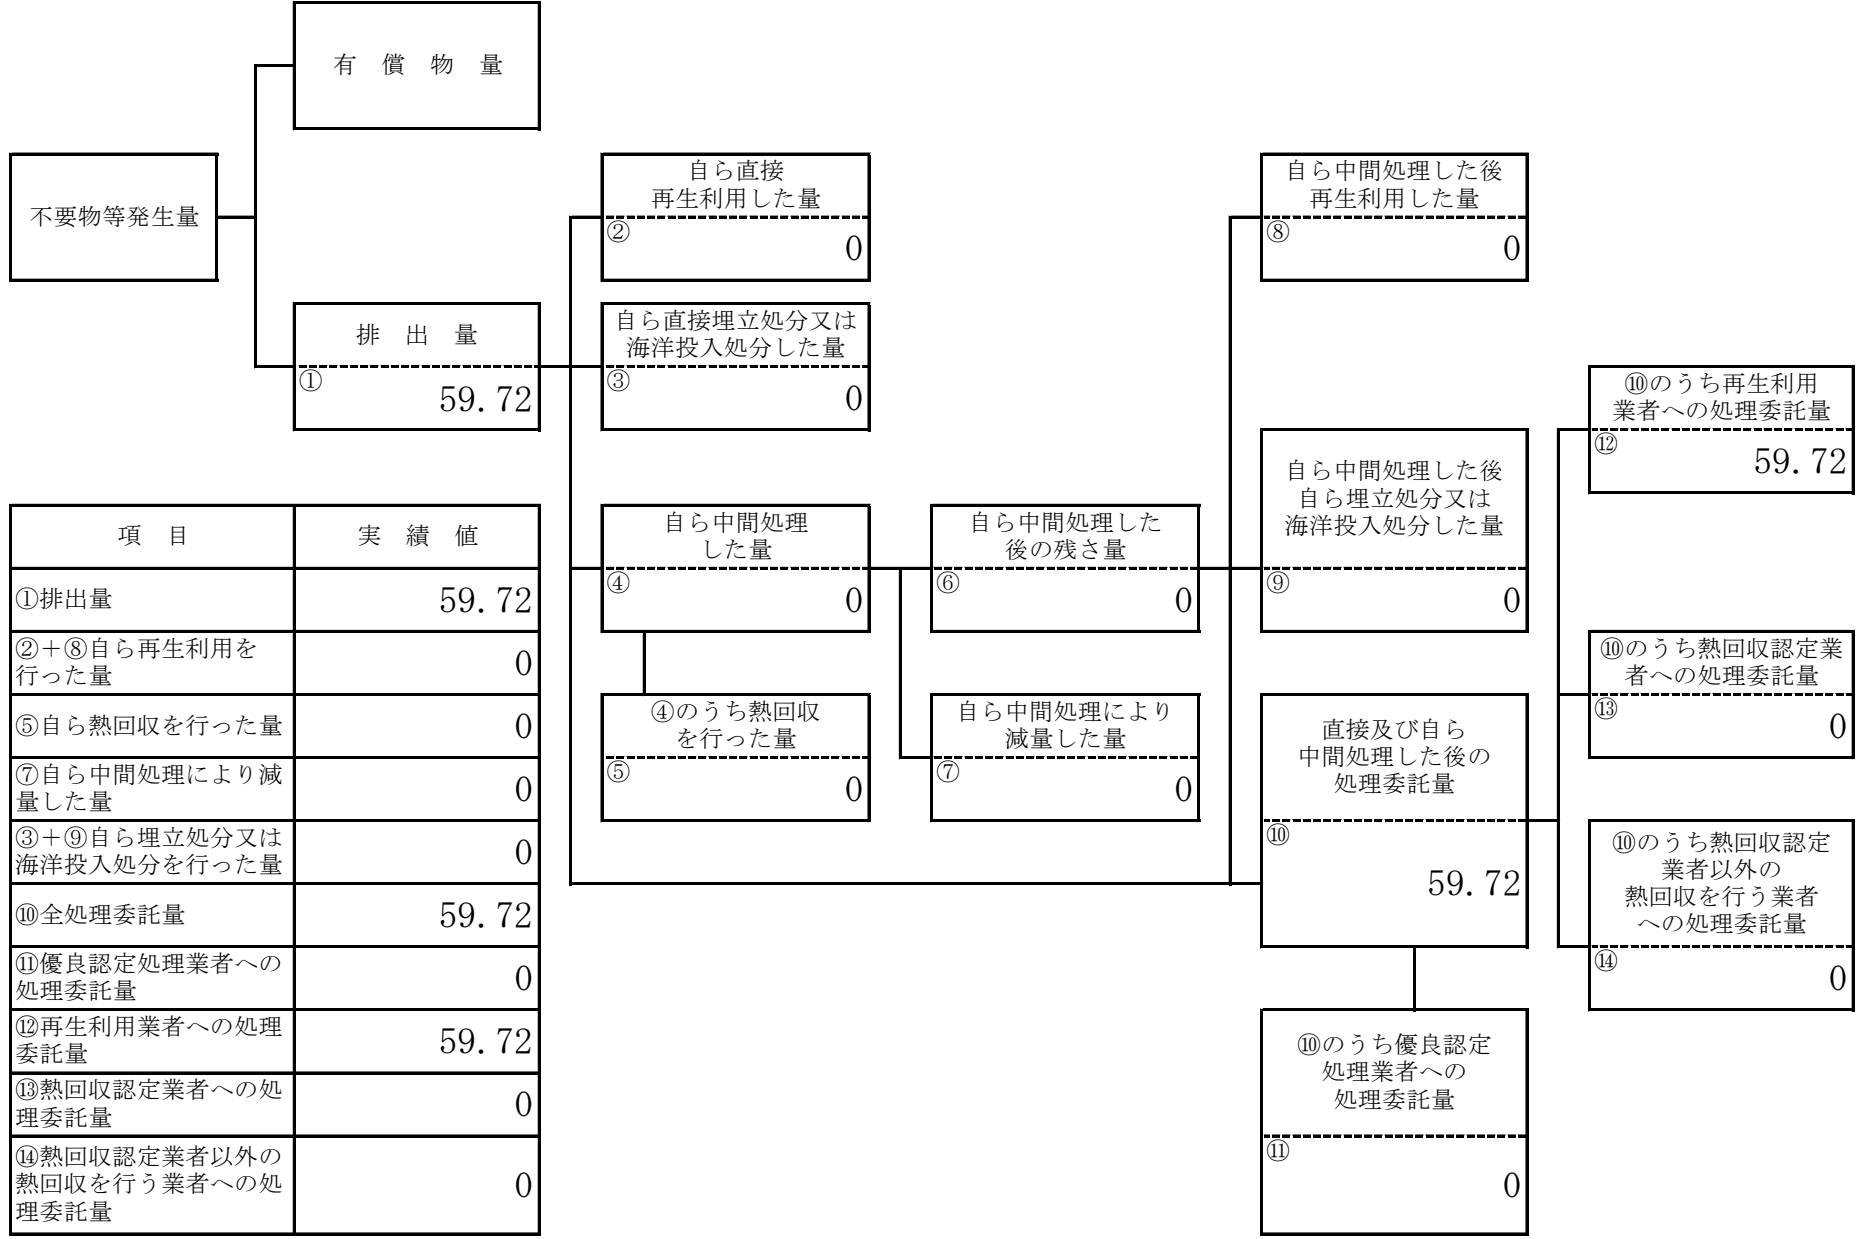 有 償 物 量
不要物等発生量
排 出 量
①
59.72
自ら直接
再生利用した量
②
0
自ら直接埋立処分又は
海洋投入処分した量
③
0
自ら中間処理
した量
④
0
④のうち熱回収
を行った量
⑤
0
自ら中間処理した
後の残さ量
⑥
0
自ら中間処理により
減量した量
⑦
0
自ら中間処理した後
再生利用した量
⑧
0
自ら中間処理した後
自ら埋立処分又は
海洋投入処分した量
⑨
0
直接及び自ら
中間処理した後の
処理委託量
⑩
59.72
⑩のうち優良認定
処理業者への
処理委託量
⑪
0
⑩のうち再生利用
業者への処理委託量
⑫
59.72
⑩のうち熱回収認定業
者への処理委託量
⑬
0
⑩のうち熱回収認定
業者以外の
熱回収を行う業者
への処理委託量
⑭
0
項 目 実 績 値
①排出量 59.72
②＋⑧自ら再生利用を
行った量 0
⑤自ら熱回収を行った量 0
⑦自ら中間処理により減
量した量 0
③＋⑨自ら埋立処分又は
海洋投入処分を行った量 0
⑩全処理委託量 59.72
⑪優良認定処理業者への
処理委託量 0
⑫再生利用業者への処理
委託量 59.72
⑬熱回収認定業者への処
理委託量 0
⑭熱回収認定業者以外の
熱回収を行う業者への処
理委託量 0